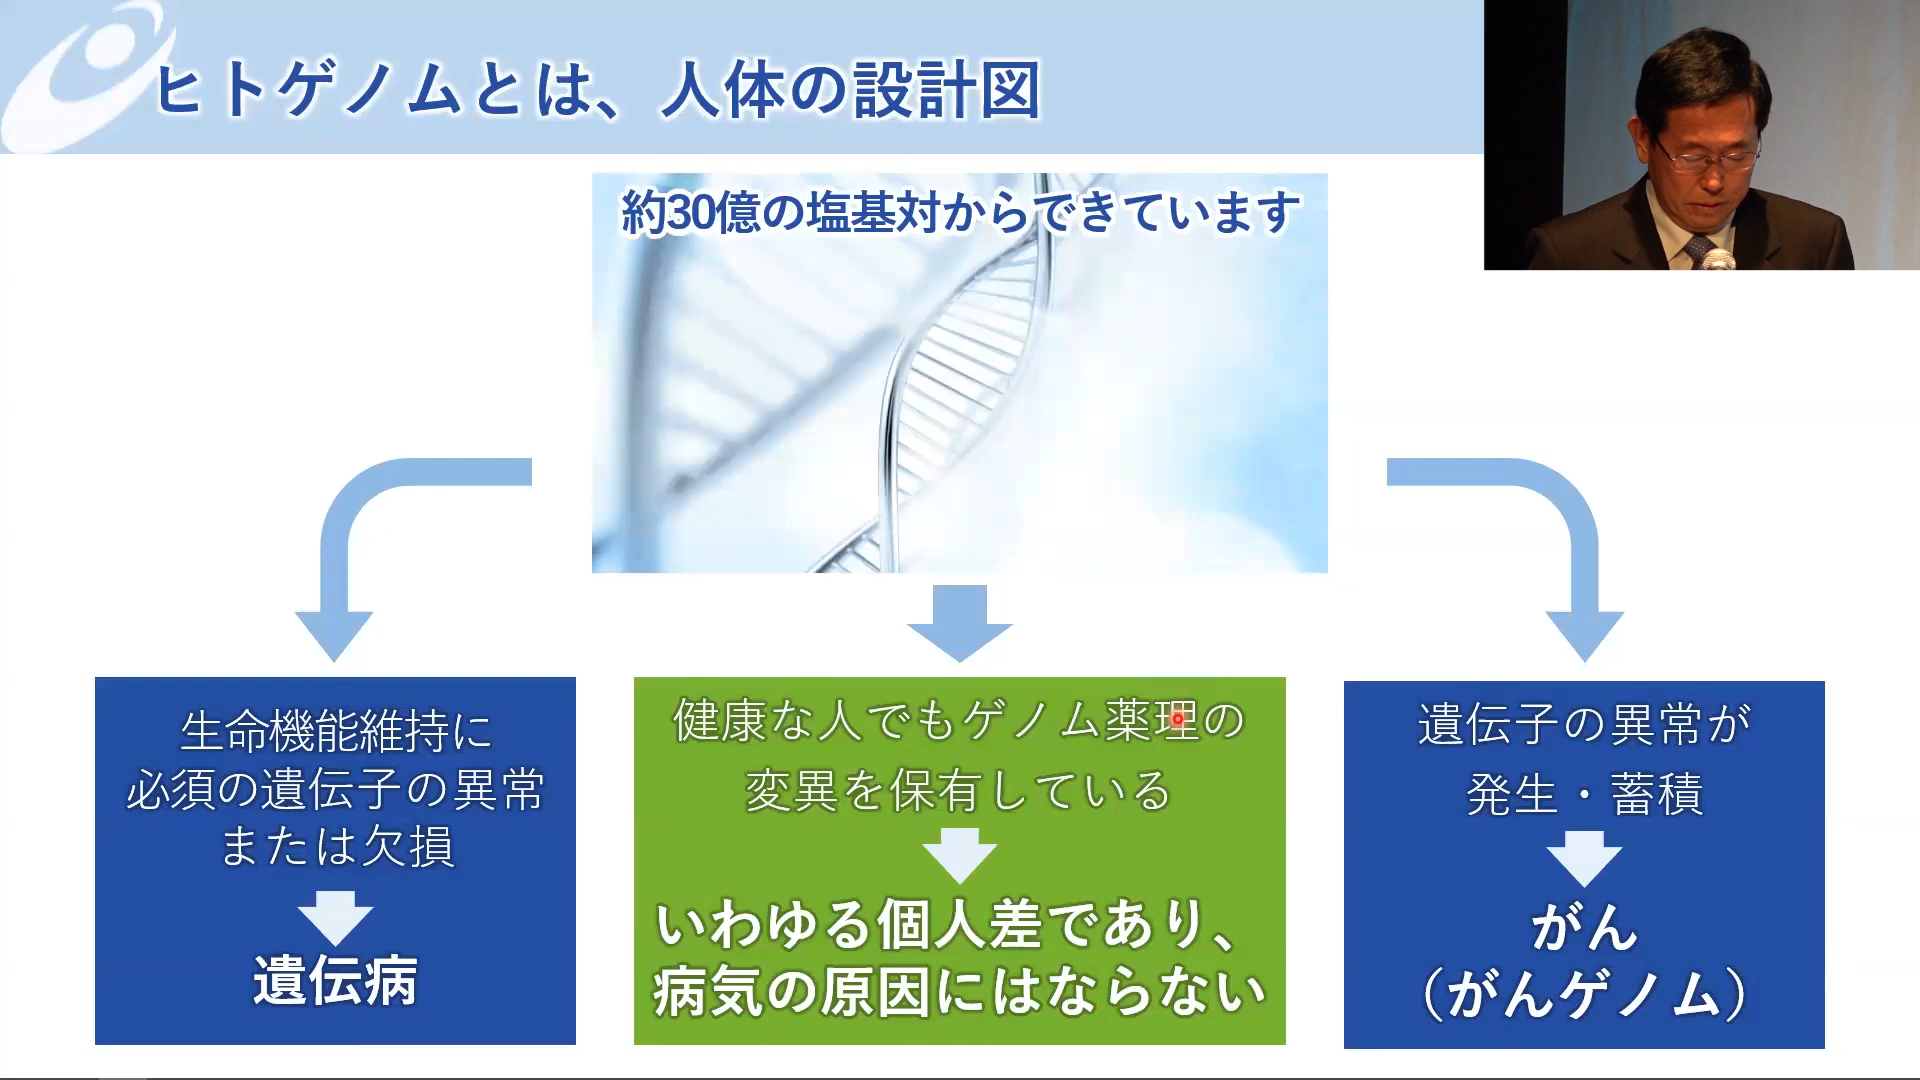 ヒトゲノムとは、人体の設計図
約30億の塩基対からできています
生命機能維持に
必須の遺伝子の異常
または欠損
遺伝病
健康な人でもゲノム薬理の
変異を保有している
いわゆる個人差であり、
病気の原因にはならない
遺伝子の異常が
発生・蓄積
がん
（がんゲノム）